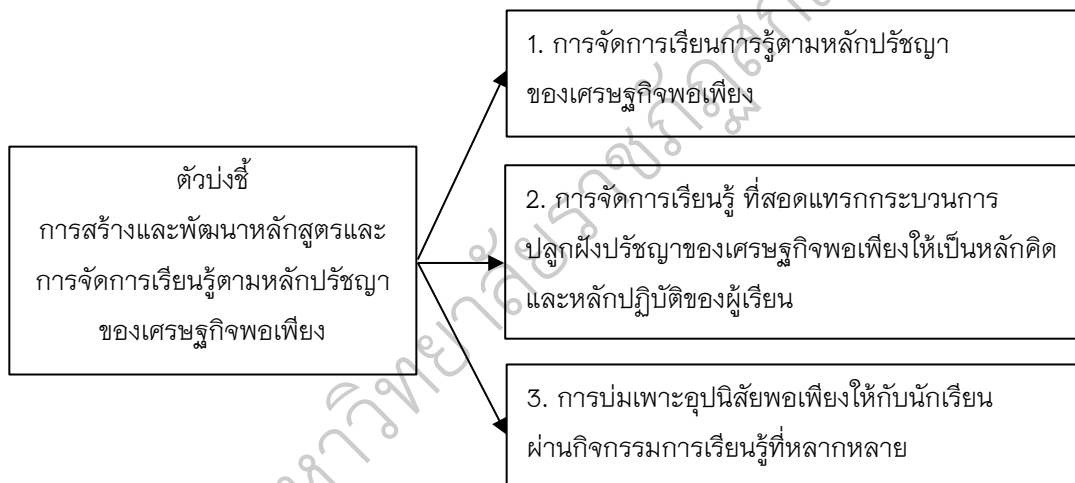 ตัวบ่งชี้
การสร้างและพัฒนาหลักสูตรและ
การจัดการเรียนรู้ตามหลักปรัชญา
ของเศรษฐกิจพอเพียง
1. การจัดการเรียนการรู้ตามหลักปรัชญา
ของเศรษฐกิจพอเพียง
2. การจัดการเรียนรู้ ที่สอดแทรกกระบวนการ
ปลูกฝังปรัชญาของเศรษฐกิจพอเพียงให้เป็นหลักคิด
และหลักปฏิบัติของผู้เรียน
3. การบ่มเพาะอุปนิสัยพอเพียงให้กับนักเรียน
ผ่านกิจกรรมการเรียนรู้ที่หลากหลาย